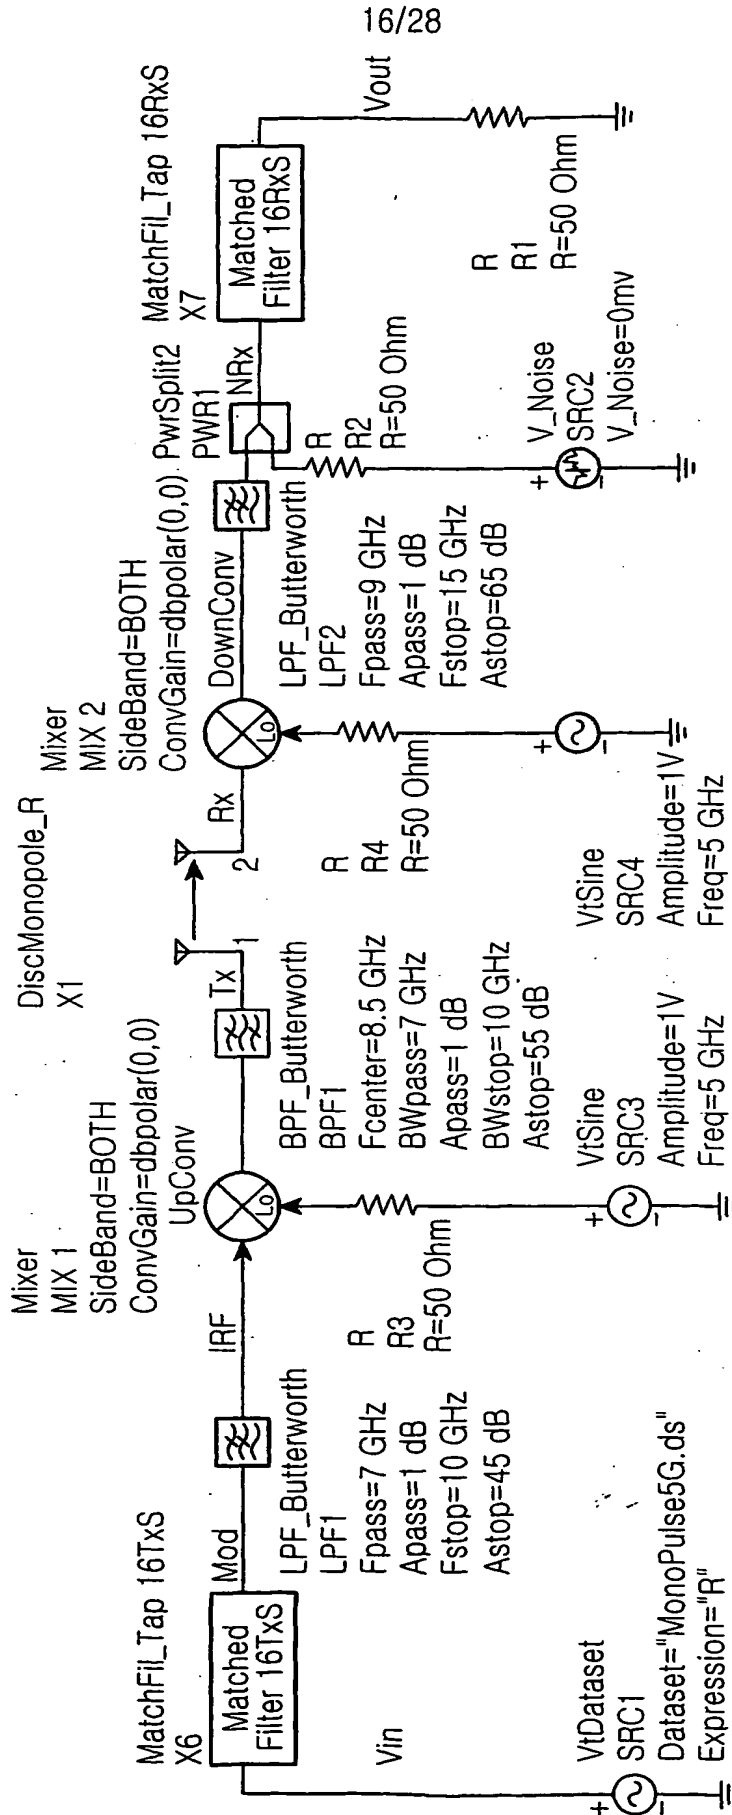 16/28
MatchFil_Tap 16TxS
X6
Matched
Filter 16TxS
Vin
VtDataset
SRC1
Dataset="MonoPulse5G.ds"
Expression="R"
+
-
Mod
LPF_Butterworth
LPF1
Fpass=7 GHz
Apass=1 dB
Fstop=10 GHz
Astop=45 dB
IRF
Mixer
MIX 1
SideBand=BOTH
ConvGain=dbpolar(0,0)
UpConv
Lo
R
R3
R=50 Ohm
VtSine
SRC3
Amplitude=1V
Freq=5 GHz
+
-
BPF_Butterworth
BPF1
Fcenter=8.5 GHz
BWpass=7 GHz
Apass=1 dB
BWstop=10 GHz
Astop=55 dB
Tx
1
DiscMonopole_R
X1
2
Rx
Mixer
MIX 2
SideBand=BOTH
ConvGain=dbpolar(0,0)
DownConv
Lo
R
R4
R=50 Ohm
VtSine
SRC4
Amplitude=1V
Freq=5 GHz
+
-
LPF_Butterworth
LPF2
Fpass=9 GHz
Apass=1 dB
Fstop=15 GHz
Astop=65 dB
PwrSplit2
PWR1
NRx
R
R2
R=50 Ohm
V_Noise
SRC2
V_Noise=0mv
+
-
MatchFil_Tap 16RxS
X7
Matched
Filter 16RxS
Vout
R
R1
R=50 Ohm